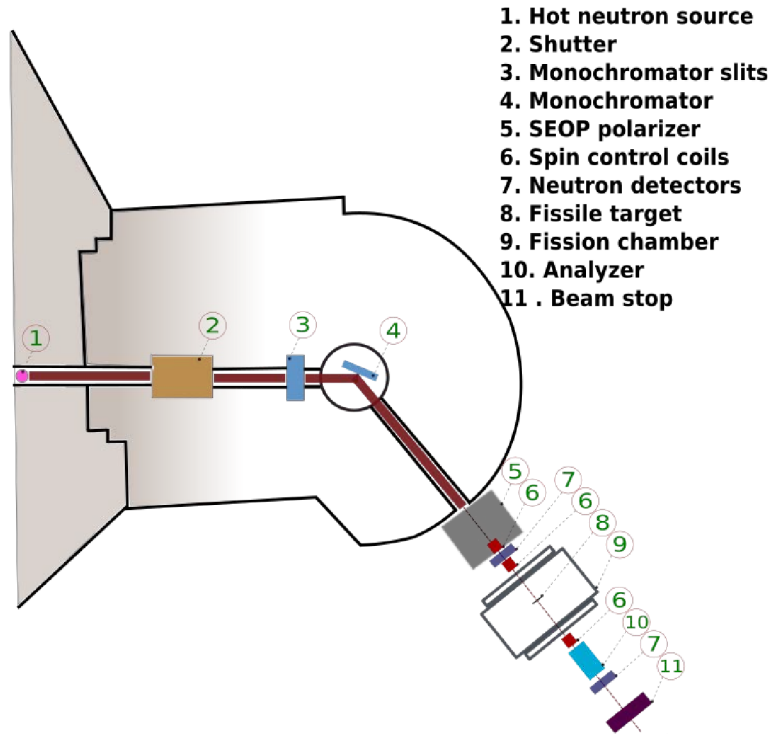 1. Hot neutron source
2. Shutter
3. Monochromator slits
4. Monochromator
5. SEOP polarizer
6. Spin control coils
7. Neutron detectors
8. Fissile target
9. Fission chamber
10. Analyzer
11 . Beam stop
1
2
3
4
5
6
7
6
8
9
6
10
7
11